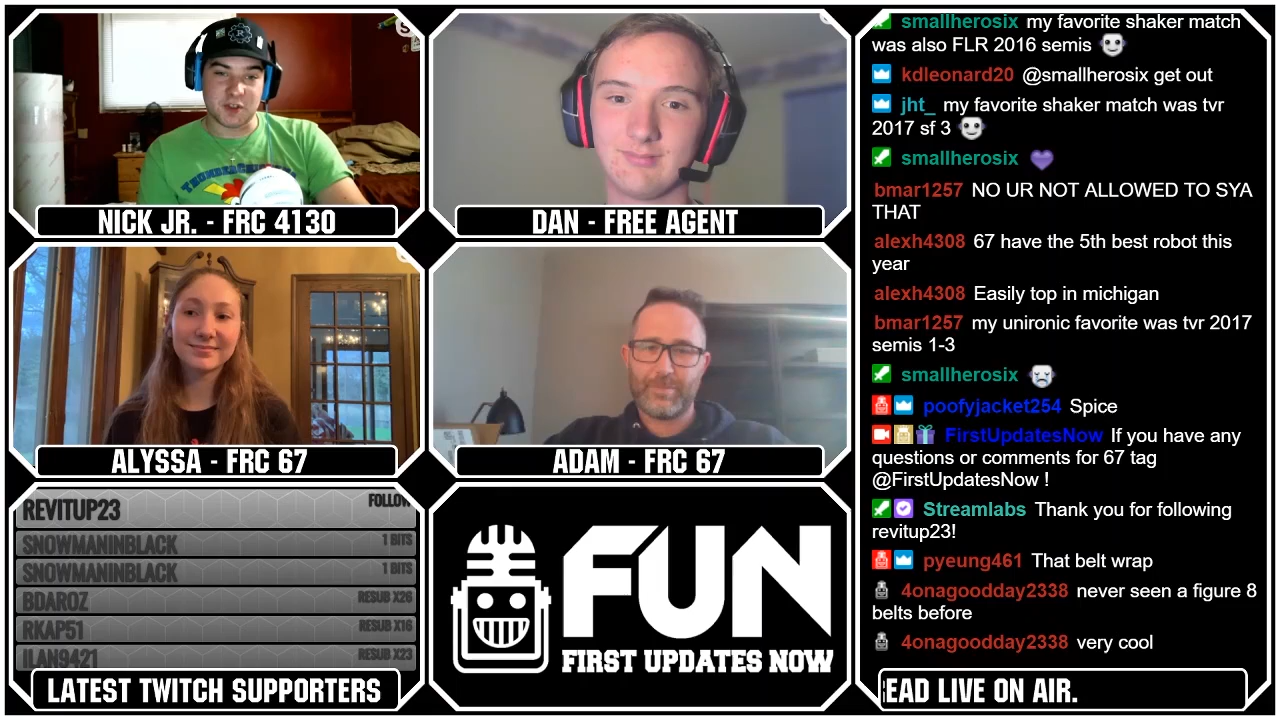 NICK JR. - FRC 4130
DAN - FREE AGENT
ALYSSA - FRC 67
ADAM - FRC 67
REVITUP23 FOLLOW
SNOWMANINBLACK 1 BITS
SNOWMANINBLACK 1 BITS
BDAROZ RESUB X26
RKAP51 RESUB X16
ILAN9421 RESUB X23
LATEST TWITCH SUPPORTERS
FUN
FIRST UPDATES NOW
smallherosix my favorite shaker match
was also FLR 2016 semis
kdleonard20 @smallherosix get out
jht_ my favorite shaker match was tvr
2017 sf 3
smallherosix
bmar1257 NO UR NOT ALLOWED TO SYA
THAT
alexh4308 67 have the 5th best robot this
year
alexh4308 Easily top in michigan
bmar1257 my unironic favorite was tvr 2017
semis 1-3
smallherosix
poofyjacket254 Spice
FirstUpdatesNow If you have any
questions or comments for 67 tag
@FirstUpdatesNow !
Streamlabs Thank you for following
revitup23!
pyeung461 That belt wrap
4onagoodday2338 never seen a figure 8
belts before
4onagoodday2338 very cool
EAD LIVE ON AIR.